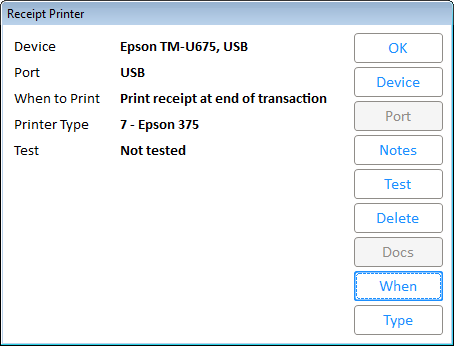 Receipt Printer
Device Epson TM-U675, USB
Port USB
When to Print Print receipt at end of transaction
Printer Type 7 - Epson 375
Test Not tested
OK
Device
Port
Notes
Test
Delete
Docs
When
Type